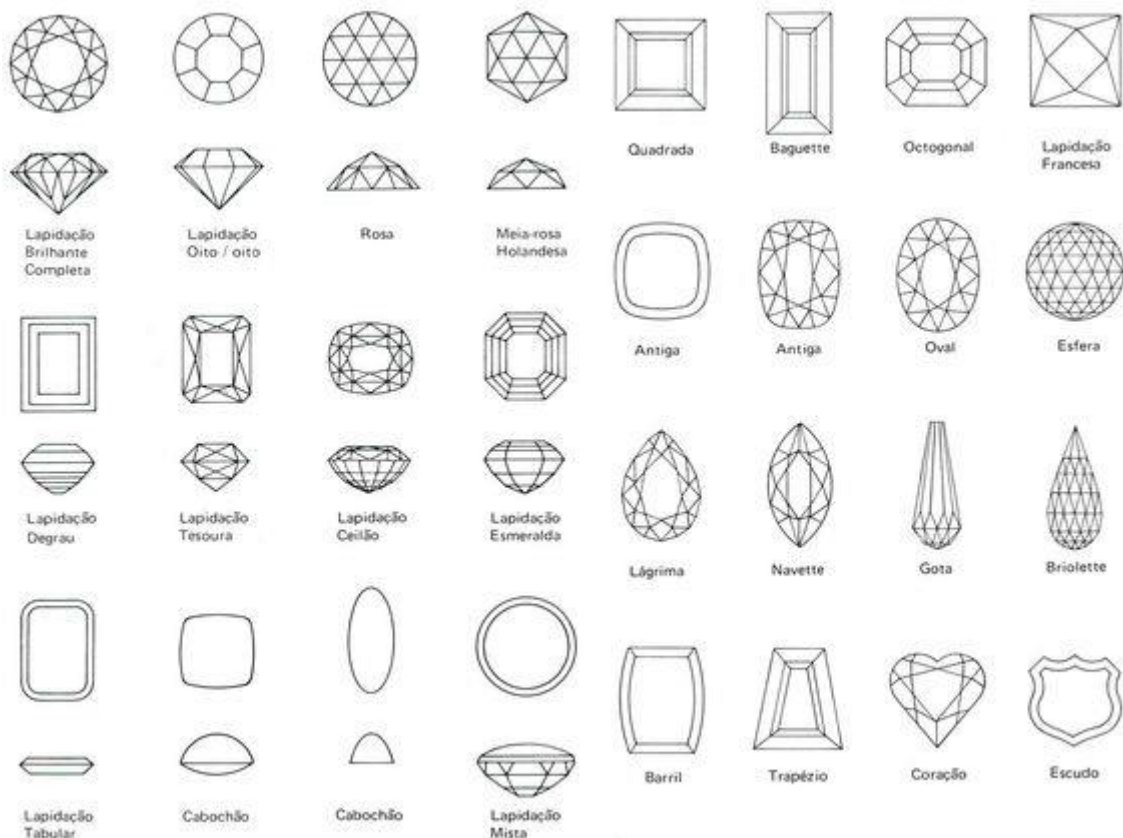 Lapidação
Brilhante
Completa
Lapidação
Oito / oito
Rosa
Meia-rosa
Holandesa
Quadrada
Baguette
Octogonal
Lapidação
Francesa
Antiga
Antiga
Oval
Esfera
Lapidação
Degrau
Lapidação
Tesoura
Lapidação
Ceilão
Lapidação
Esmeralda
Lágrima
Navette
Gota
Briolette
Lapidação
Tabular
Cabochão
Cabochão
Lapidação
Mista
Barril
Trapézio
Coração
Escudo